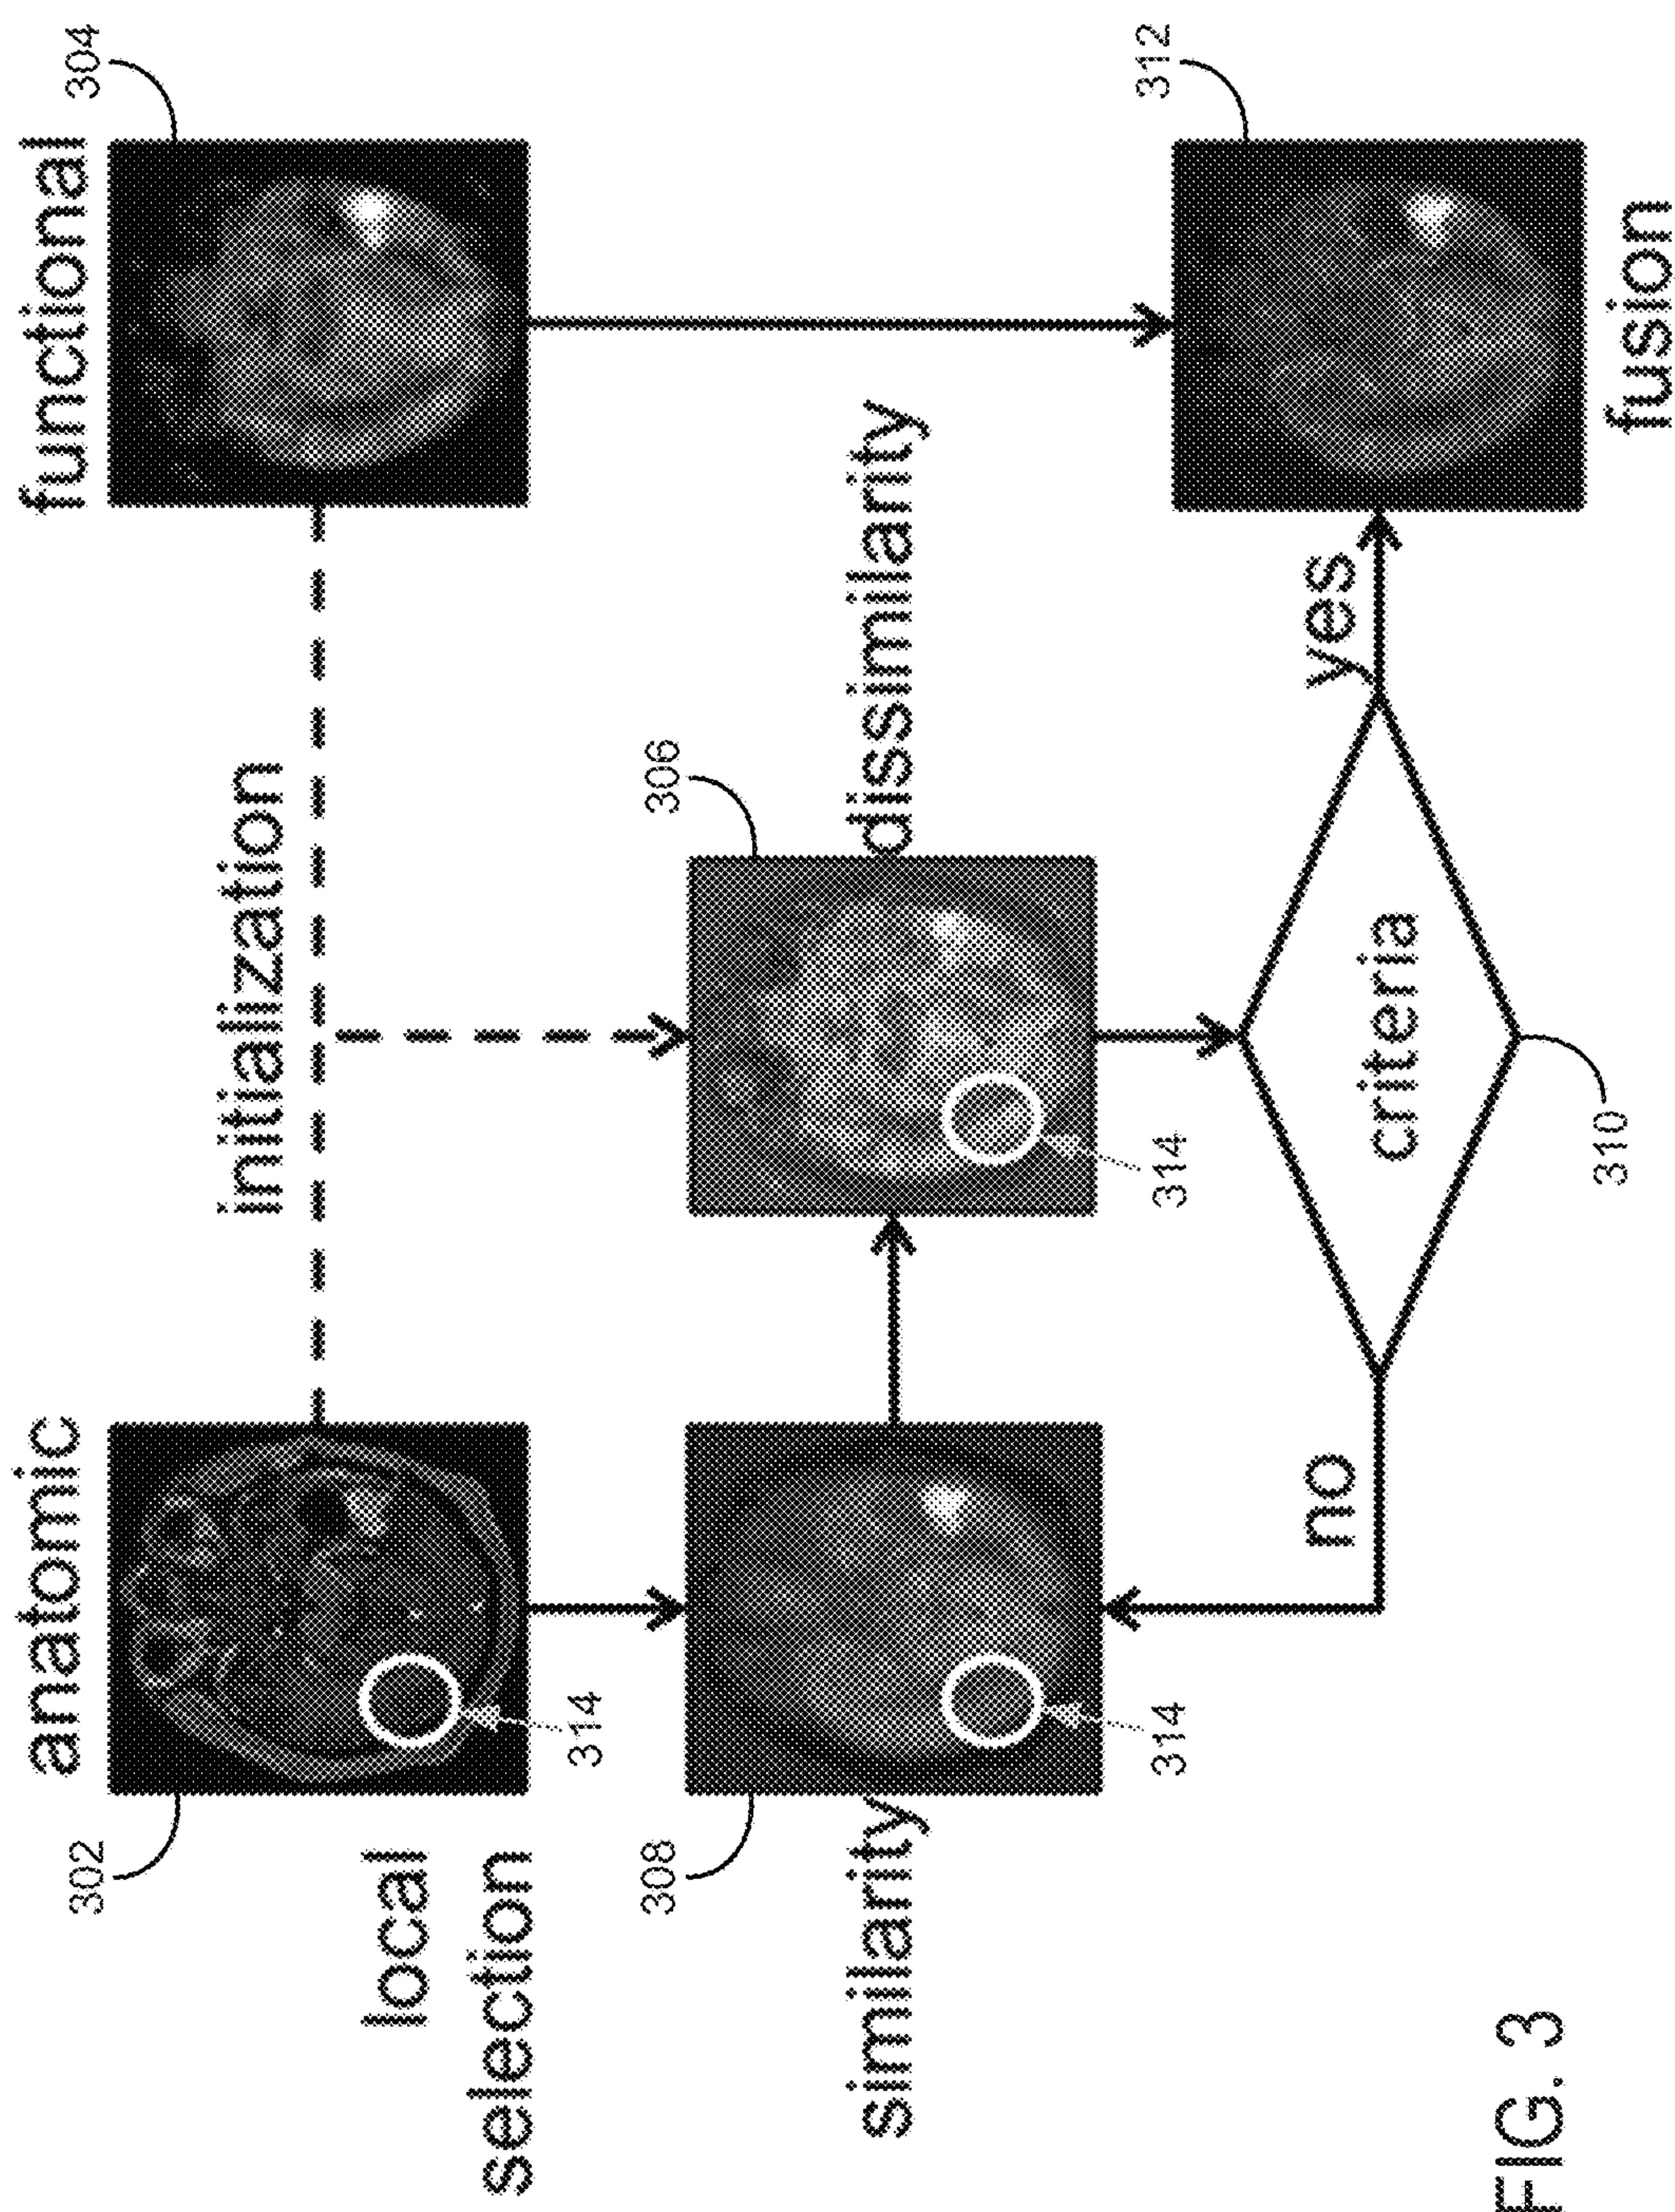 anatomic
functional
302
304
initialization
local
selection
314
306
308
similarity
dissimilarity
314
314
312
no
criteria
yes
310
fusion
FIG. 3